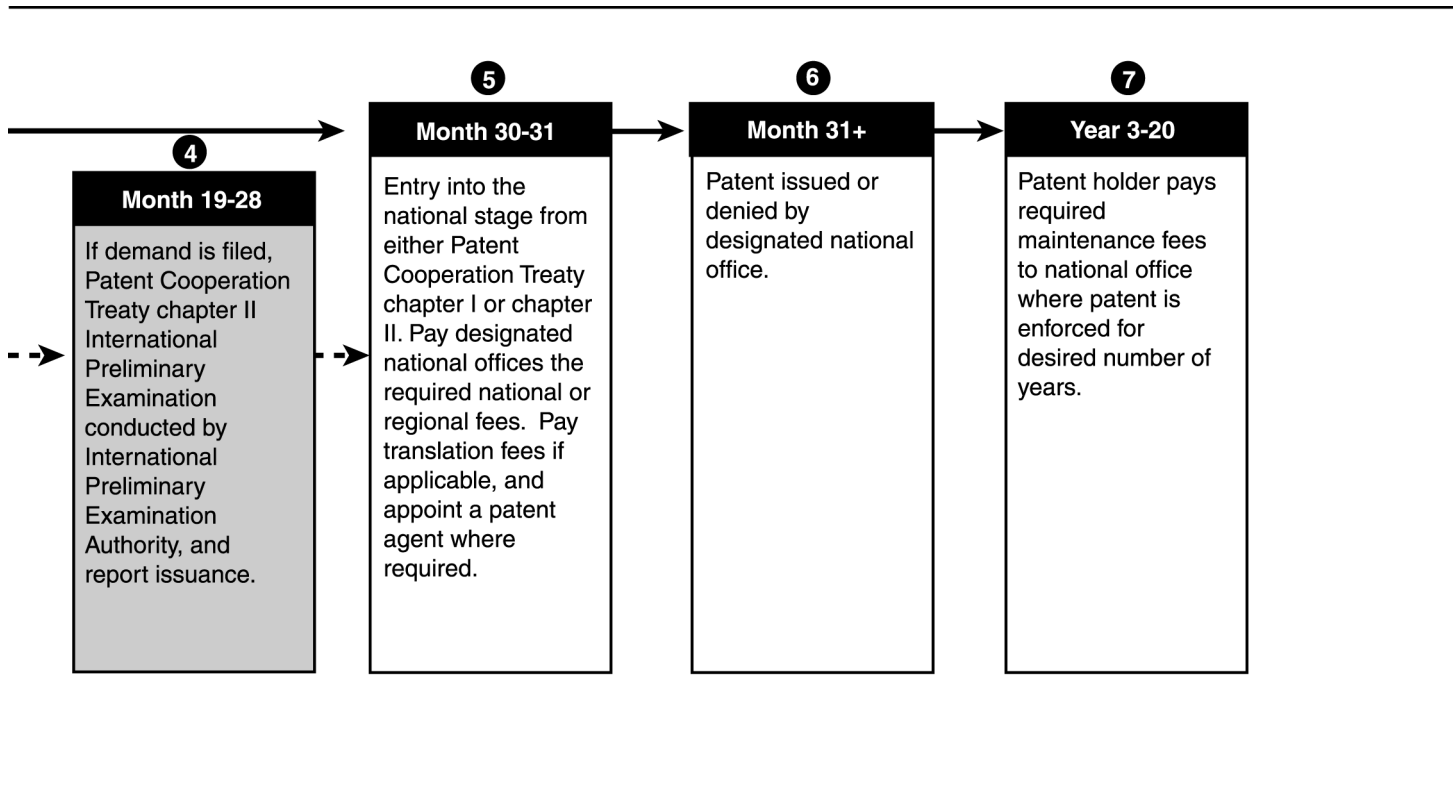 4
Month 19-28
If demand is filed,
Patent Cooperation
Treaty chapter II
International
Preliminary
Examination
conducted by
International
Preliminary
Examination
Authority, and
report issuance.
5
Month 30-31
Entry into the
national stage from
either Patent
Cooperation Treaty
chapter I or chapter
II. Pay designated
national offices the
required national or
regional fees.  Pay
translation fees if
applicable, and
appoint a patent
agent where
required.
6
Month 31+
Patent issued or
denied by
designated national
office.
7
Year 3-20
Patent holder pays
required
maintenance fees
to national office
where patent is
enforced for
desired number of
years.